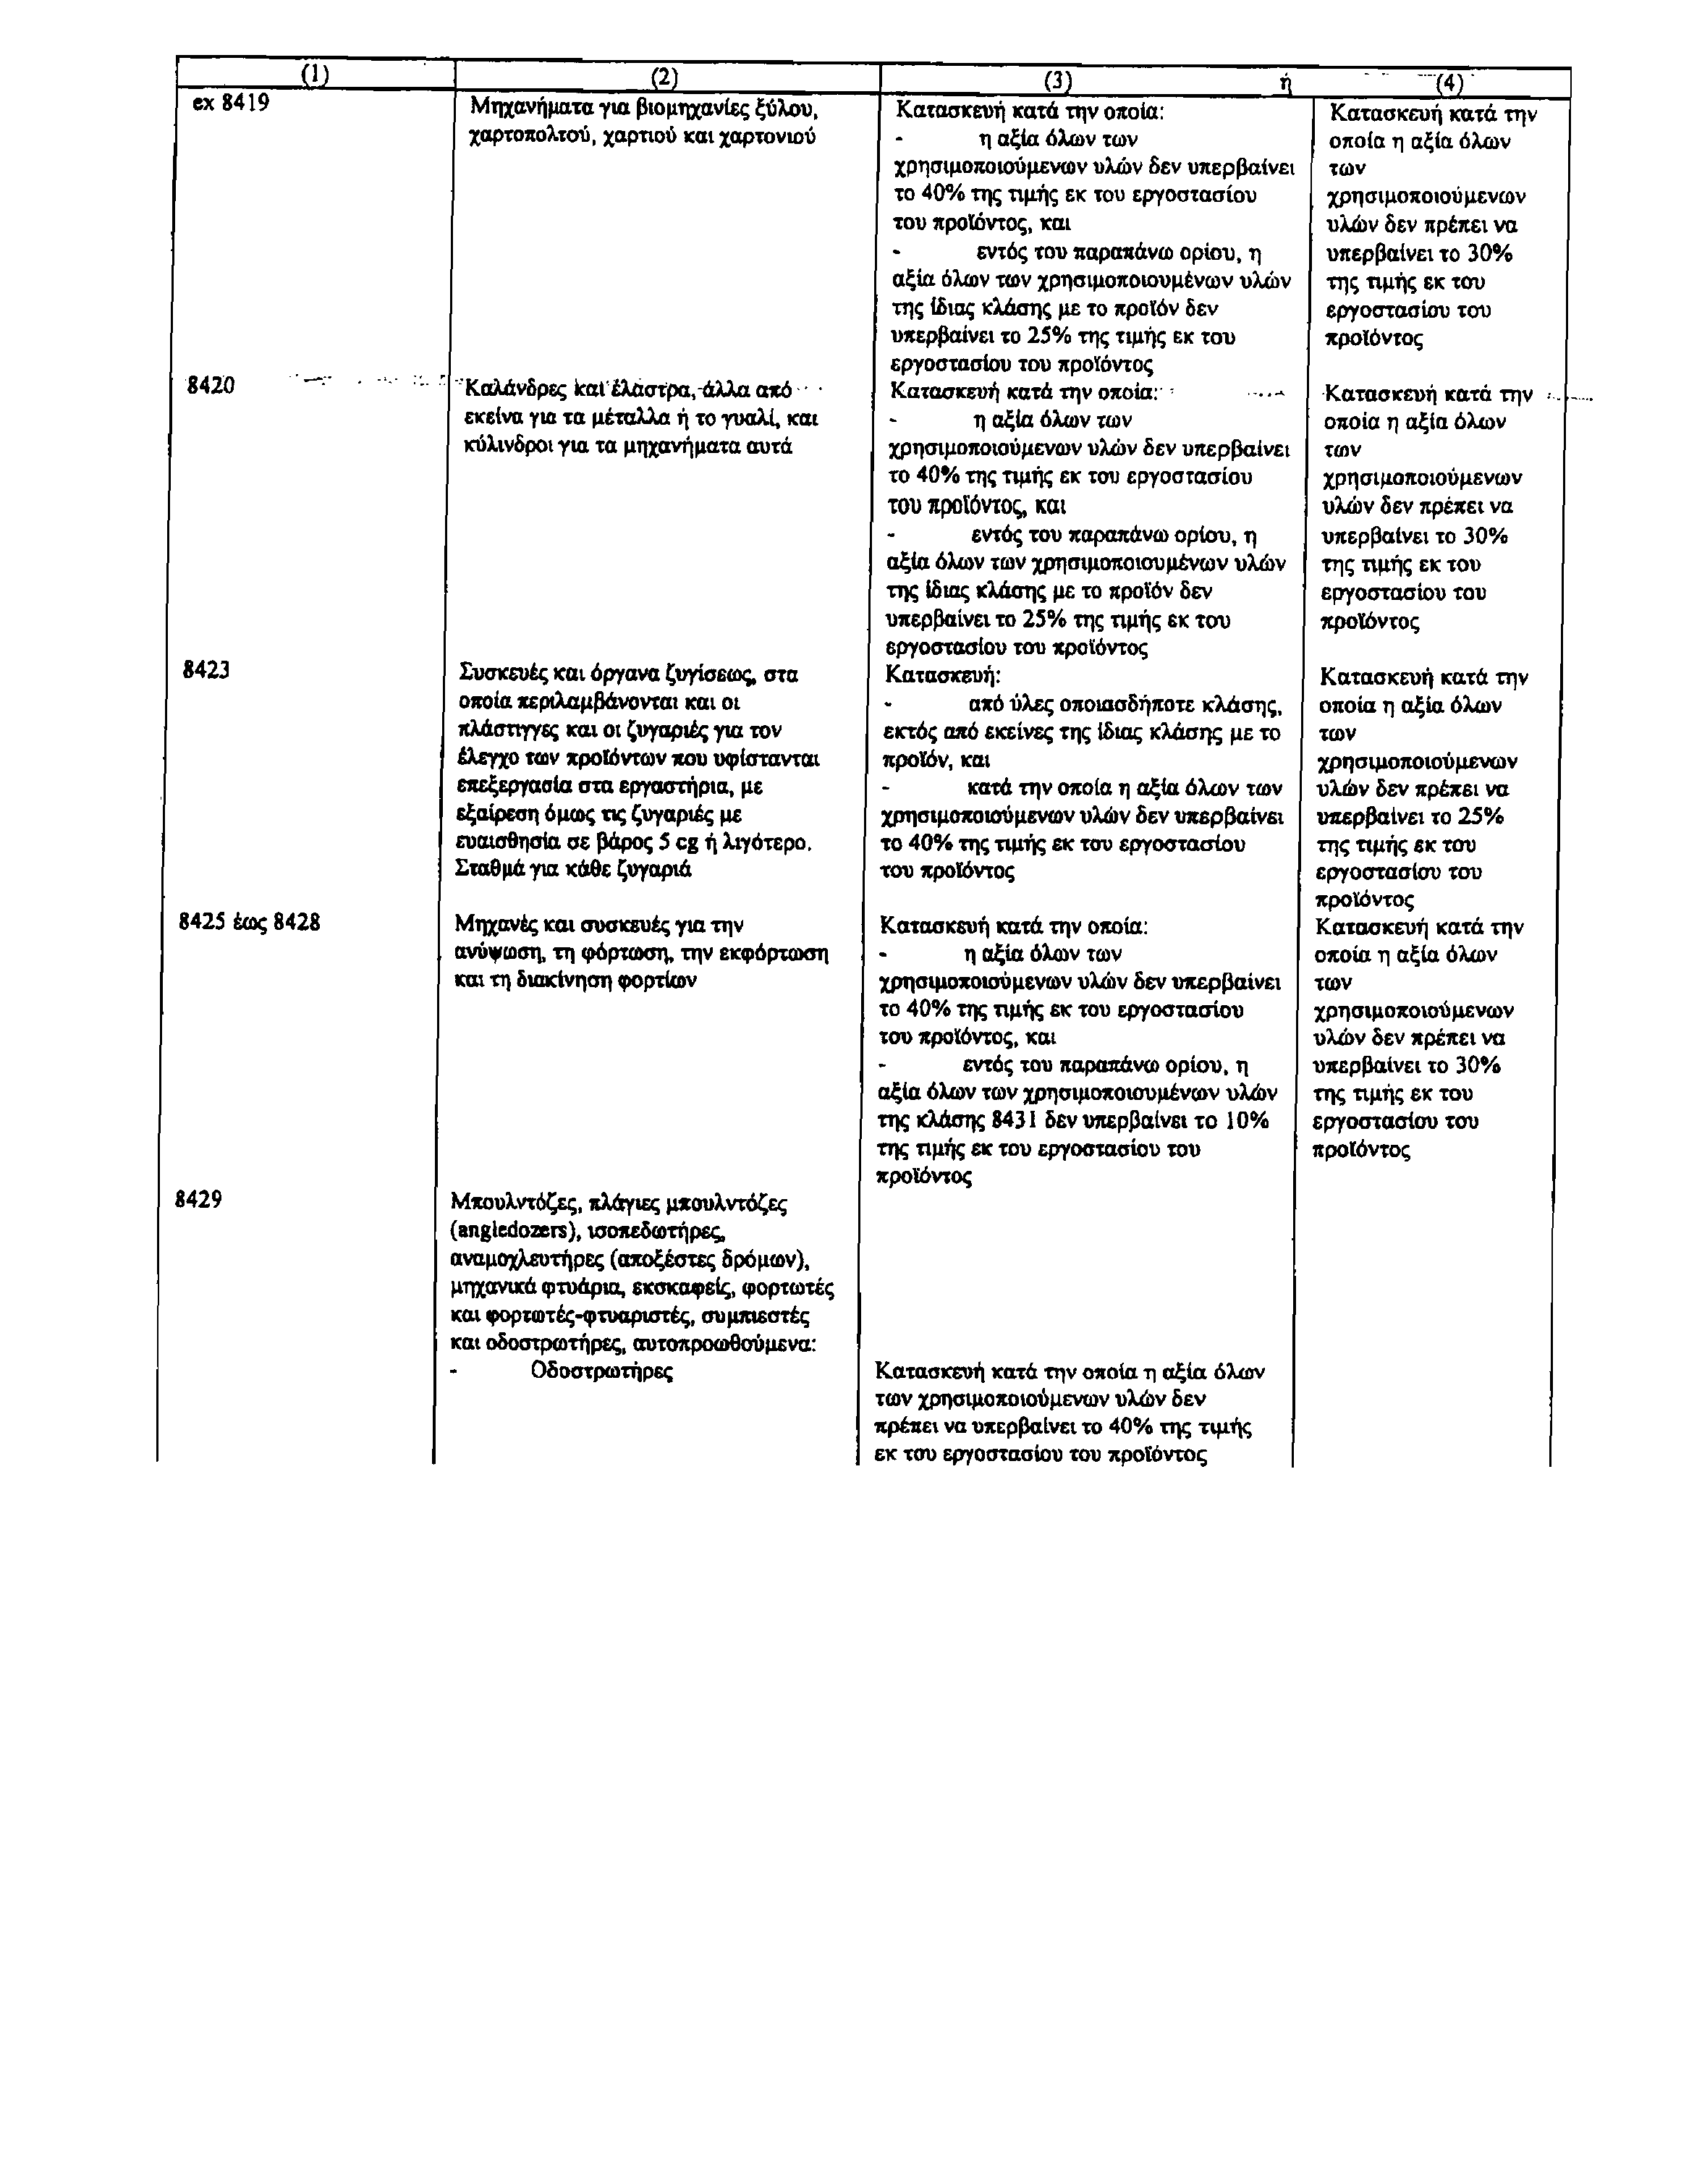 (1) (2) (3) ή (4)
ex 8419
Μηχανήματα για βιομηχανίες ξύλου,
χαρτοπολτού, χαρτιού και χαρτονιού
Κατασκευή κατά την οποία:
- η αξία όλων των
χρησιμοποιούμενων υλών δεν υπερβαίνει
το 40% της τιμής εκ του εργοστασίου
του προϊόντος, και
- εντός του παραπάνω ορίου, η
αξία όλων των χρησιμοποιουμένων υλών
της ίδιας κλάσης με το προϊόν δεν
υπερβαίνει το 25% της τιμής εκ του
εργοστασίου του προϊόντος
Κατασκευή κατά την
οποία η αξία όλων
των
χρησιμοποιούμενων
υλών δεν πρέπει να
υπερβαίνει το 30%
της τιμής εκ του
εργοστασίου του
προϊόντος
8420
Καλάνδρες και έλαστρα, άλλα από
εκείνα για τα μέταλλα ή το γυαλί, και
κύλινδροι για τα μηχανήματα αυτά
Κατασκευή κατά την οποία:
- η αξία όλων των
χρησιμοποιούμενων υλών δεν υπερβαίνει
το 40% της τιμής εκ του εργοστασίου
του προϊόντος, και
- εντός του παραπάνω ορίου, η
αξία όλων των χρησιμοποιουμένων υλών
της ίδιας κλάσης με το προϊόν δεν
υπερβαίνει το 25% της τιμής εκ του
εργοστασίου του προϊόντος
Κατασκευή κατά την
οποία η αξία όλων
των
χρησιμοποιούμενων
υλών δεν πρέπει να
υπερβαίνει το 30%
της τιμής εκ του
εργοστασίου του
προϊόντος
8423
Συσκευές και όργανα ζυγίσεως, στα
οποία περιλαμβάνονται και οι
πλάστιγγες και οι ζυγαριές για τον
έλεγχο των προϊόντων που υφίστανται
επεξεργασία στα εργαστήρια, με
εξαίρεση όμως τις ζυγαριές με
ευαισθησία σε βάρος 5 cg ή λιγότερο.
Σταθμά για κάθε ζυγαριά
Κατασκευή:
- από ύλες οποιασδήποτε κλάσης,
εκτός από εκείνες της ίδιας κλάσης με το
προϊόν, και
- κατά την οποία η αξία όλων των
χρησιμοποιούμενων υλών δεν υπερβαίνει
το 40% της τιμής εκ του εργοστασίου
του προϊόντος
Κατασκευή κατά την
οποία η αξία όλων
των
χρησιμοποιούμενων
υλών δεν πρέπει να
υπερβαίνει το 25%
της τιμής εκ του
εργοστασίου του
προϊόντος
8425 έως 8428
Μηχανές και συσκευές για την
ανύψωση, τη φόρτωση, την εκφόρτωση
και τη διακίνηση φορτίων
Κατασκευή κατά την οποία:
- η αξία όλων των
χρησιμοποιούμενων υλών δεν υπερβαίνει
το 40% της τιμής εκ του εργοστασίου
του προϊόντος, και
- εντός του παραπάνω ορίου, η
αξία όλων των χρησιμοποιουμένων υλών
της κλάσης 8431 δεν υπερβαίνει το 10%
της τιμής εκ του εργοστασίου του
προϊόντος
Κατασκευή κατά την
οποία η αξία όλων
των
χρησιμοποιούμενων
υλών δεν πρέπει να
υπερβαίνει το 30%
της τιμής εκ του
εργοστασίου του
προϊόντος
8429
Μπουλντόζες, πλάγιες μπουλντόζες
(angledozers), ισοπεδωτήρες,
αναμοχλευτήρες (αποξέστες δρόμων),
μηχανικά φτυάρια, εκσκαφείς, φορτωτές
και φορτωτές-φτυαριστές, συμπιεστές
και οδοστρωτήρες, αυτοπροωθούμενα:
- Οδοστρωτήρες
Κατασκευή κατά την οποία η αξία όλων
των χρησιμοποιούμενων υλών δεν
πρέπει να υπερβαίνει το 40% της τιμής
εκ του εργοστασίου του προϊόντος